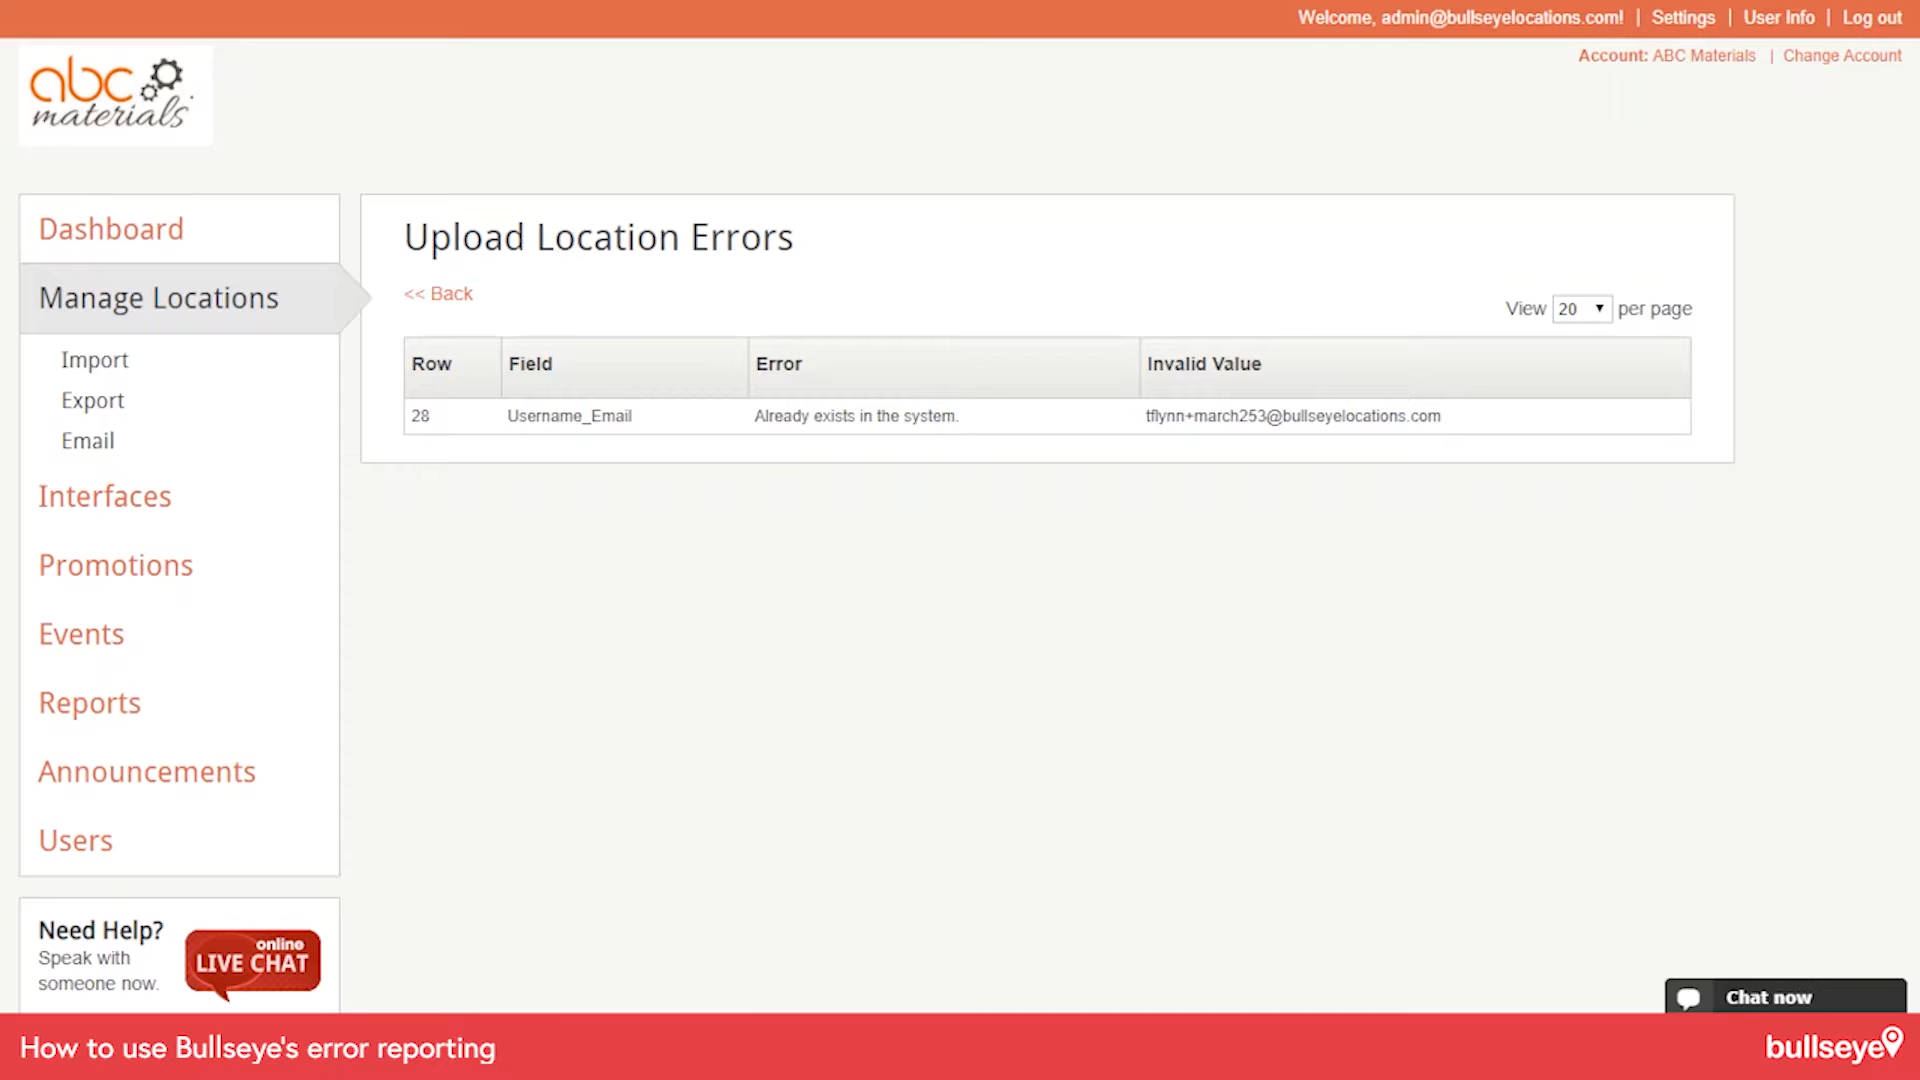 Welcome, admin@bullseyelocations.com! | Settings | User Info | Log out
Account: ABC Materials | Change Account
abc
materials
Dashboard
Manage Locations
Import
Export
Email
Interfaces
Promotions
Events
Reports
Announcements
Users
Need Help?
Speak with
someone now.
online
LIVE CHAT
Upload Location Errors
<< Back
View 20 per page
Row Field Error Invalid Value
28 Username_Email Already exists in the system. tflynn+march253@bullseyelocations.com
Chat now
How to use Bullseye's error reporting
bullseye